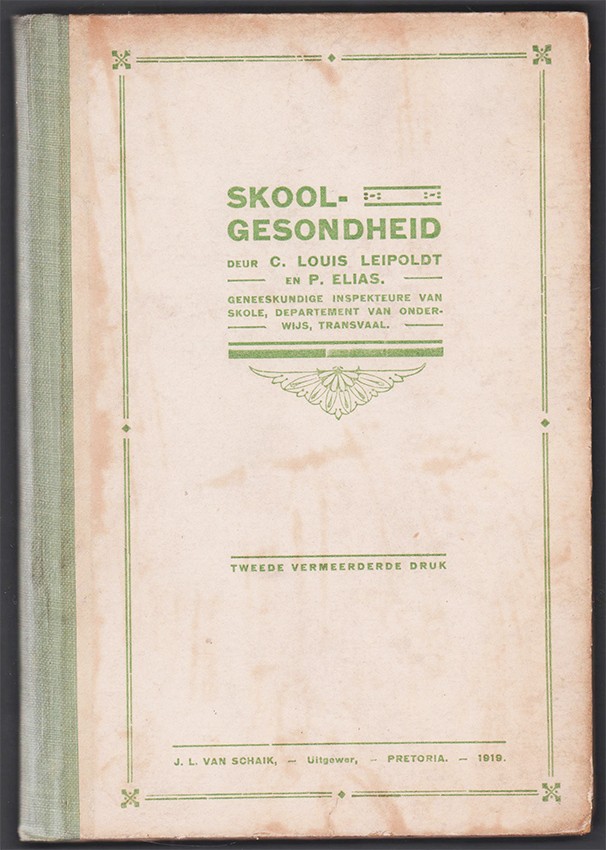 SKOOL-
GESONDHEID
DEUR C. LOUIS LEIPOLDT
EN P. ELIAS.
GENEESKUNDIGE INSPEKTEURE VAN
SKOLE, DEPARTEMENT VAN ONDER-
WIJS, TRANSVAAL.
TWEEDE VERMEERDERDE DRUK
J. L. VAN SCHAIK, — Uitgewer, — PRETORIA. — 1919.